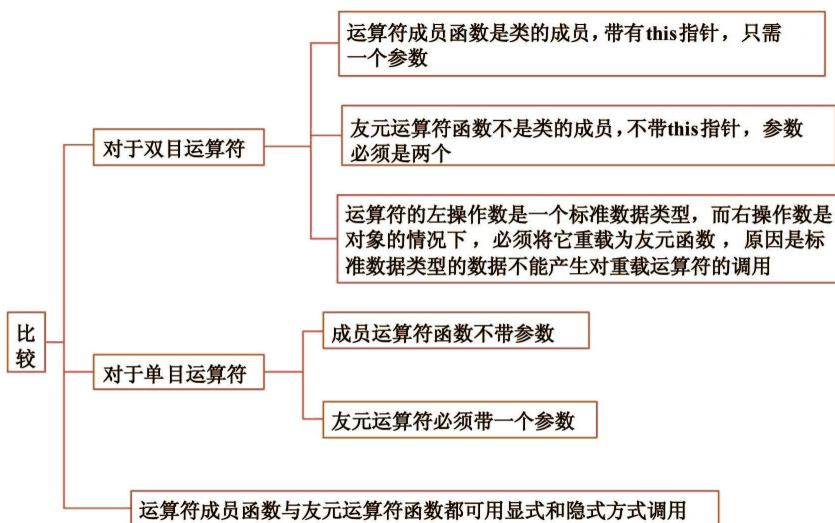 运算符成员函数是类的成员，带有this指针，只需
一个参数
对于双目运算符
友元运算符函数不是类的成员，不带this指针，参数
必须是两个
运算符的左操作数是一个标准数据类型，而右操作数是
对象的情况下，必须将它重载为友元函数，原因是标
准数据类型的数据不能产生对重载运算符的调用
比
较
成员运算符函数不带参数
对于单目运算符
友元运算符必须带一个参数
运算符成员函数与友元运算符函数都可用显式和隐式方式调用